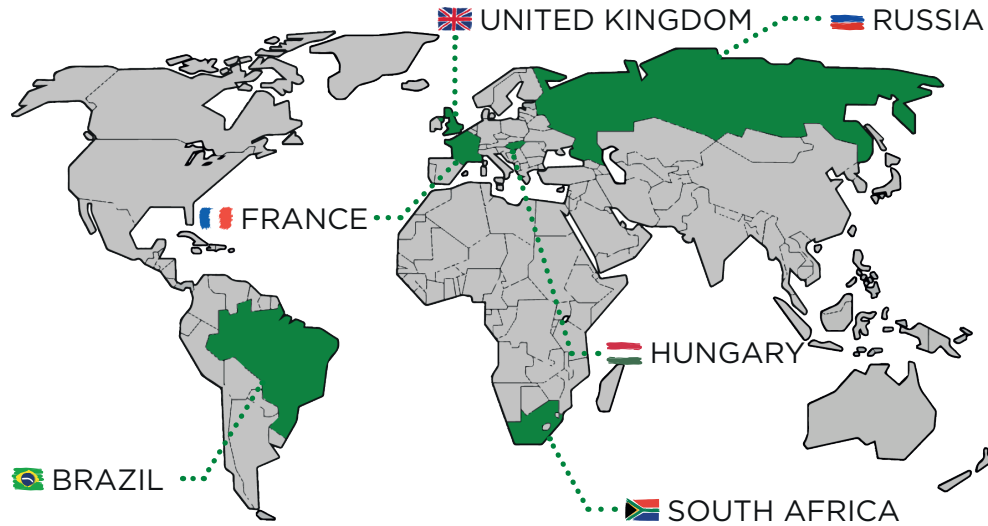 UNITED KINGDOM
RUSSIA
FRANCE
HUNGARY
BRAZIL
SOUTH AFRICA